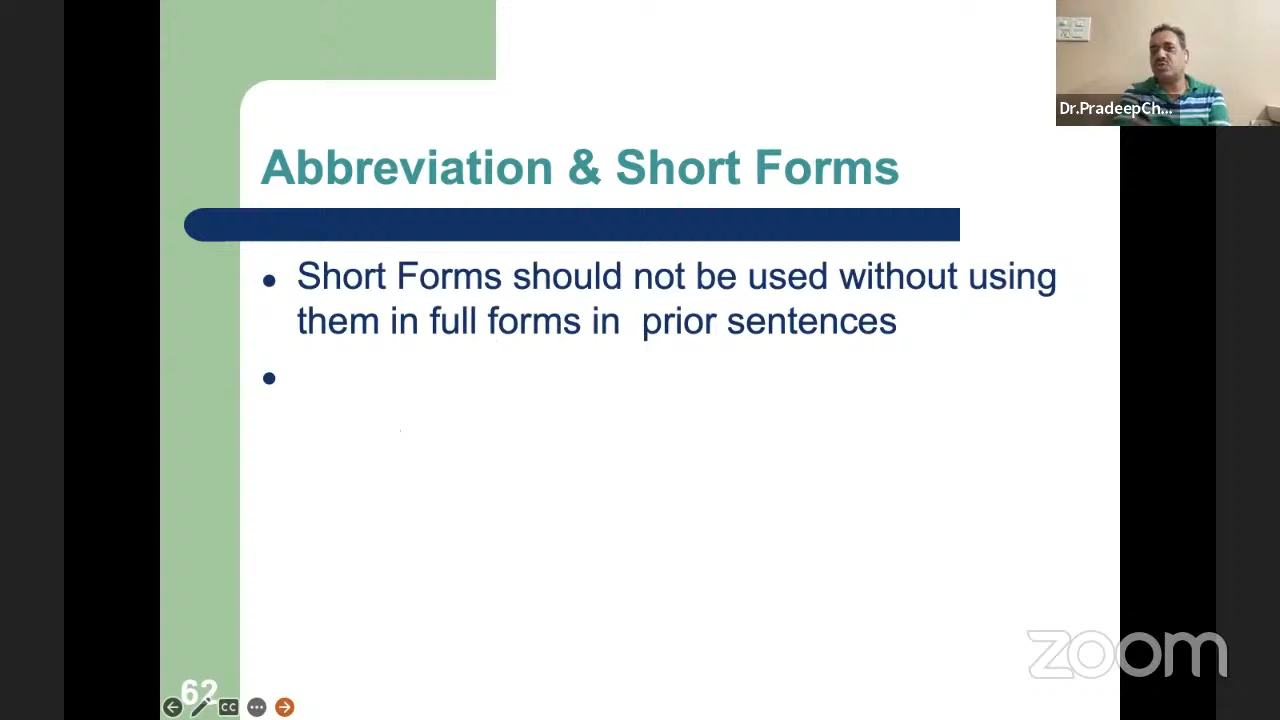 Dr.PradeepCh...
Abbreviation & Short Forms
• Short Forms should not be used without using
them in full forms in  prior sentences
•
zoom
62
CC